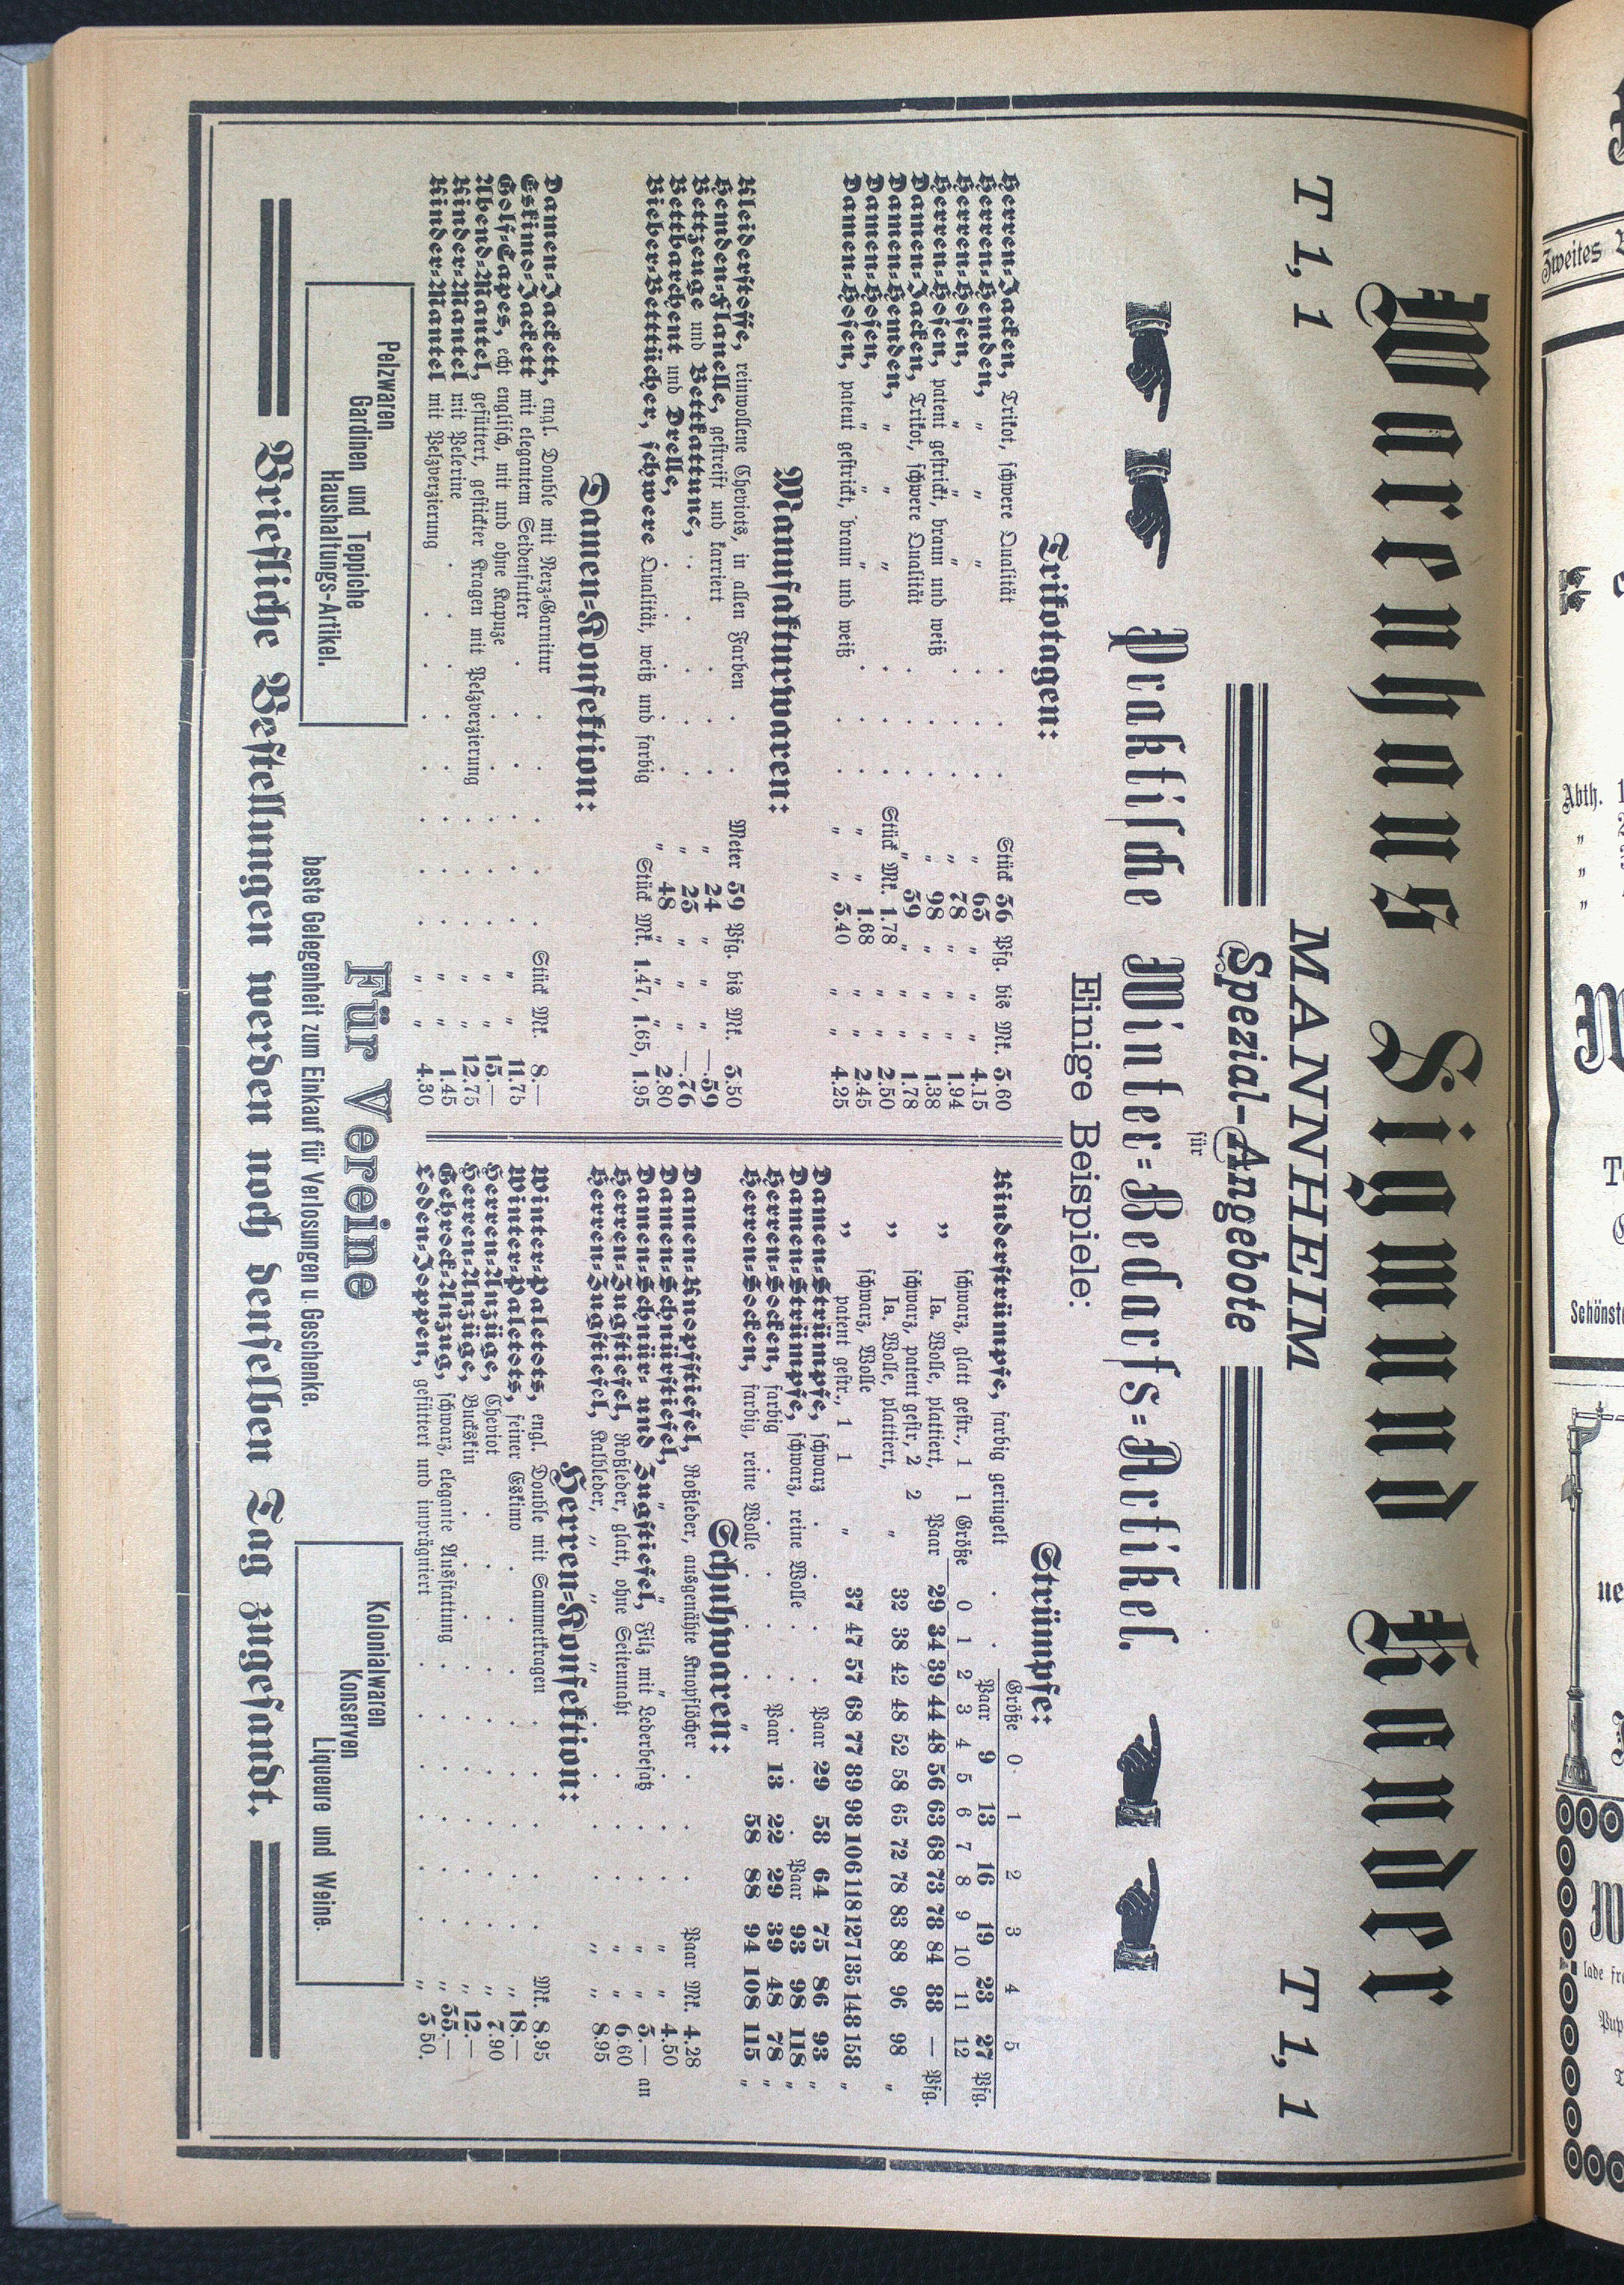 Warenhaus Sigmund Kander
T 1, 1
MANNHEIM
T 1, 1
Spezial-Angebote
für
Praktische Winter-Bedarfs-Artikel.
Einige Beispiele:
Trikotagen:
Herren-Jacken, Trikot, schwere Qualität . . . Stück 36 Pfg. bis Mk. 3.60
Herren-Hemden, „ „ „ „ 63 „ „ „ 4.15
Herren-Hosen, „ „ „ . . . „ 78 „ „ „ 1.94
Herren-Hosen, patent gestrickt, braun und weiß „ 98 „ „ „ 1.38
Damen-Jacken, Trikot, schwere Qualität . . . „ 39 „ „ „ 1.78
Damen-Hemden, „ „ „ . . Stück Mk. 1.78 „ „ 2.50
Damen-Hosen, „ „ „ . . . „ „ 1.68 „ „ 2.45
Damen-Hosen, patent gestrickt, braun und weiß . . „ „ 3.40 „ „ 4.25
Manufakturwaren:
Kleiderstoffe, reinwollene Cheviots, in allen Farben . . Meter 59 Pfg. bis Mk. 3.50
Hemden-Flanelle, gestreift und karriert . . . „ 24 „ „ „ —.59
Bettzeuge und Bettkattune, . . . . „ 23 „ „ „ —.76
Bettbarchent und Drelle, . . . . . „ 48 „ „ „ 2.80
Bieber-Betttücher, schwere Qualität, weiß und farbig Stück Mk. 1.47, 1.65, 1.95
Damen-Konfektion:
Damen-Jackett, engl. Double mit Nerz-Garnitur . . . . Stück Mk. 8.—
Eskimo-Jackett mit elegantem Seidenfutter . . . . . „ „ 11.75
Golf-Capes, echt englisch, mit und ohne Kapuze . . . . . „ „ 15.—
Abend-Mantel, gefüttert, gestickter Kragen mit Pelzverzierung . . . „ „ 12.75
Kinder-Mantel mit Pelerine . . . . . . . „ „ 1.45
Kinder-Mantel mit Pelzverzierung . . . . . . . „ „ 4.30
Strümpfe:
Größe 0 1 2 3 4 5
Kinderstrümpfe, farbig geringelt . . Paar 9 13 16 19 23 27 Pfg.
schwarz, glatt gestr., 1 1 Größe 0 1 2 3 4 5 6 7 8 9 10 11 12
„ Ia. Wolle, plattiert, Paar 29 34 39 44 48 56 63 68 73 78 84 88 — Pfg.
schwarz, patent gestr, 2 2
„ Ia. Wolle, plattiert, „ 32 38 42 48 52 58 65 72 78 83 88 96 98 „
schwarz, Wolle
„ patent gestr., 1 1 „ 37 47 57 68 77 89 98 106 118 127 135 148 158 „
Damen-Strümpfe, schwarz . . . Paar 29 58 64 75 86 93 „
Damen-Strümpfe, schwarz, reine Wolle . . . Paar 93 98 118 „
Herren-Socken, farbig . . . . Paar 13 22 29 39 48 78 „
Herren-Socken, farbig, reine Wolle . . . „ 58 88 94 108 115 „
Schuhwaren:
Damen-Knopfstiefel, Roßleder, ausgenähte Knopflöcher . . . Paar Mk. 4.28
Damen-Schnürstiefel, „ „ „ . . . „ „ 4.50
Damen-Schnür- und Zugstiefel, Filz mit Lederbesatz . . „ „ 3.— an
Herren-Zugstiefel, Roßleder, glatt, ohne Seitennaht . . . „ „ 6.60
Herren-Zugstiefel, Kalbleder, „ „ „ . . . „ „ 8.95
Herren-Konfektion:
Winter-Paletots, engl. Double mit Sammetkragen . . . . Mk. 8.95
Winter-Paletots, feiner Eskimo . . . . . . . „ 18.—
Herren-Anzüge, Cheviot . . . . . . . . „ 7.90
Herren-Anzüge, Buckskin . . . . . . . . „ 12.—
Gehrock-Anzug, schwarz, elegante Ausstattung . . . . . „ 35.—
Loden-Joppen, gefüttert und imprägniert . . . . . . „ 3 50.
Pelzwaren
Gardinen und Teppiche
Haushaltungs-Artikel.
Für Vereine
beste Gelegenheit zum Einkauf für Verlosungen u. Geschenke.
Kolonialwaren
Konserven
Liqueure und Weine.
Briefliche Bestellungen werden noch denselben Tag zugesandt.
Zweites
Abth. 1
Schönst
lade fr